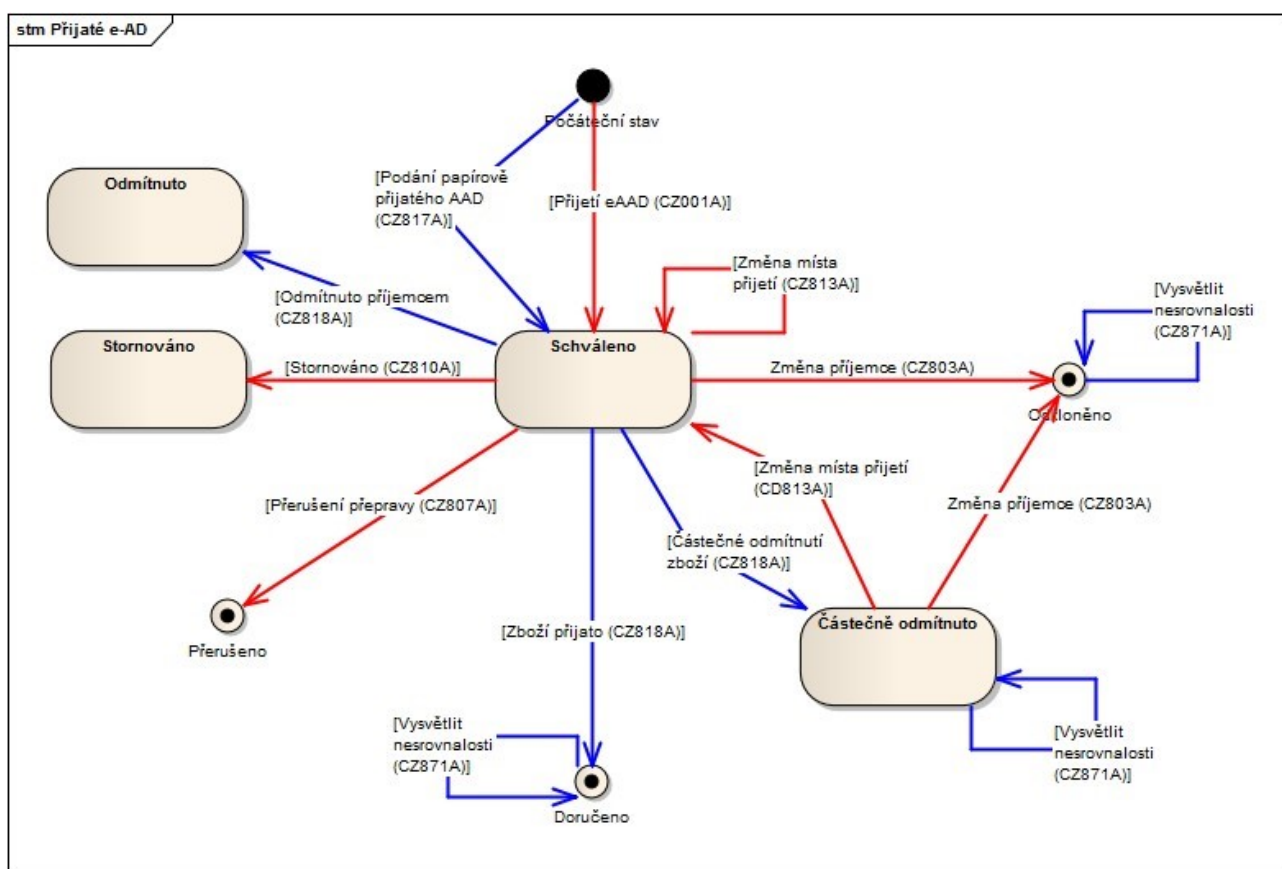 stm Přijaté e-AD
Počáteční stav
Odmítnuto
[Podání papírově
přijatého AAD
(CZ817A)]
[Přijetí eAAD (CZ001A)]
[Změna místa
přijetí (CZ813A)]
[Odmítnuto příjemcem
(CZ818A)]
[Vysvětlit
nesrovnalosti
(CZ871A)]
Stornováno
[Stornováno (CZ810A)]
Schváleno
Změna příjemce (CZ803A)
Odkloněno
[Změna místa přijetí
(CD813A)]
[Přerušení přepravy (CZ807A)]
Změna příjemce (CZ803A)
[Částečné odmítnutí
zboží (CZ818A)]
Přerušeno
[Zboží přijato (CZ818A)]
Částečně odmítnuto
[Vysvětlit
nesrovnalosti
(CZ871A)]
[Vysvětlit
nesrovnalosti
(CZ871A)]
Doručeno